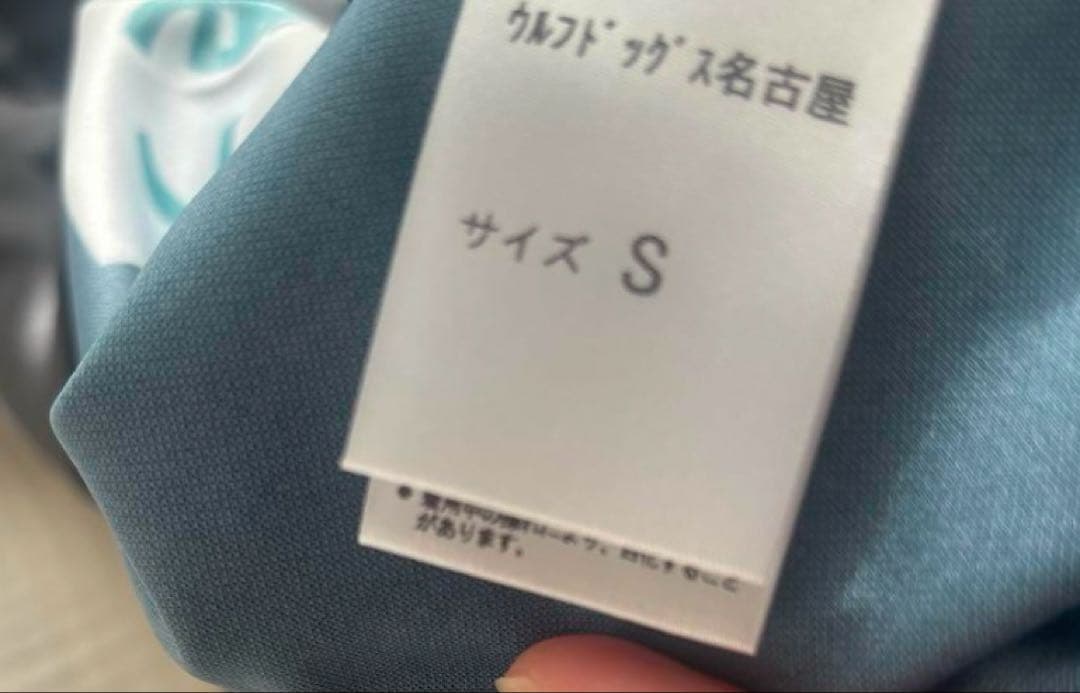 ｳﾙﾌﾄﾞｯｸﾞｽ名古屋
サイズ S
があります。